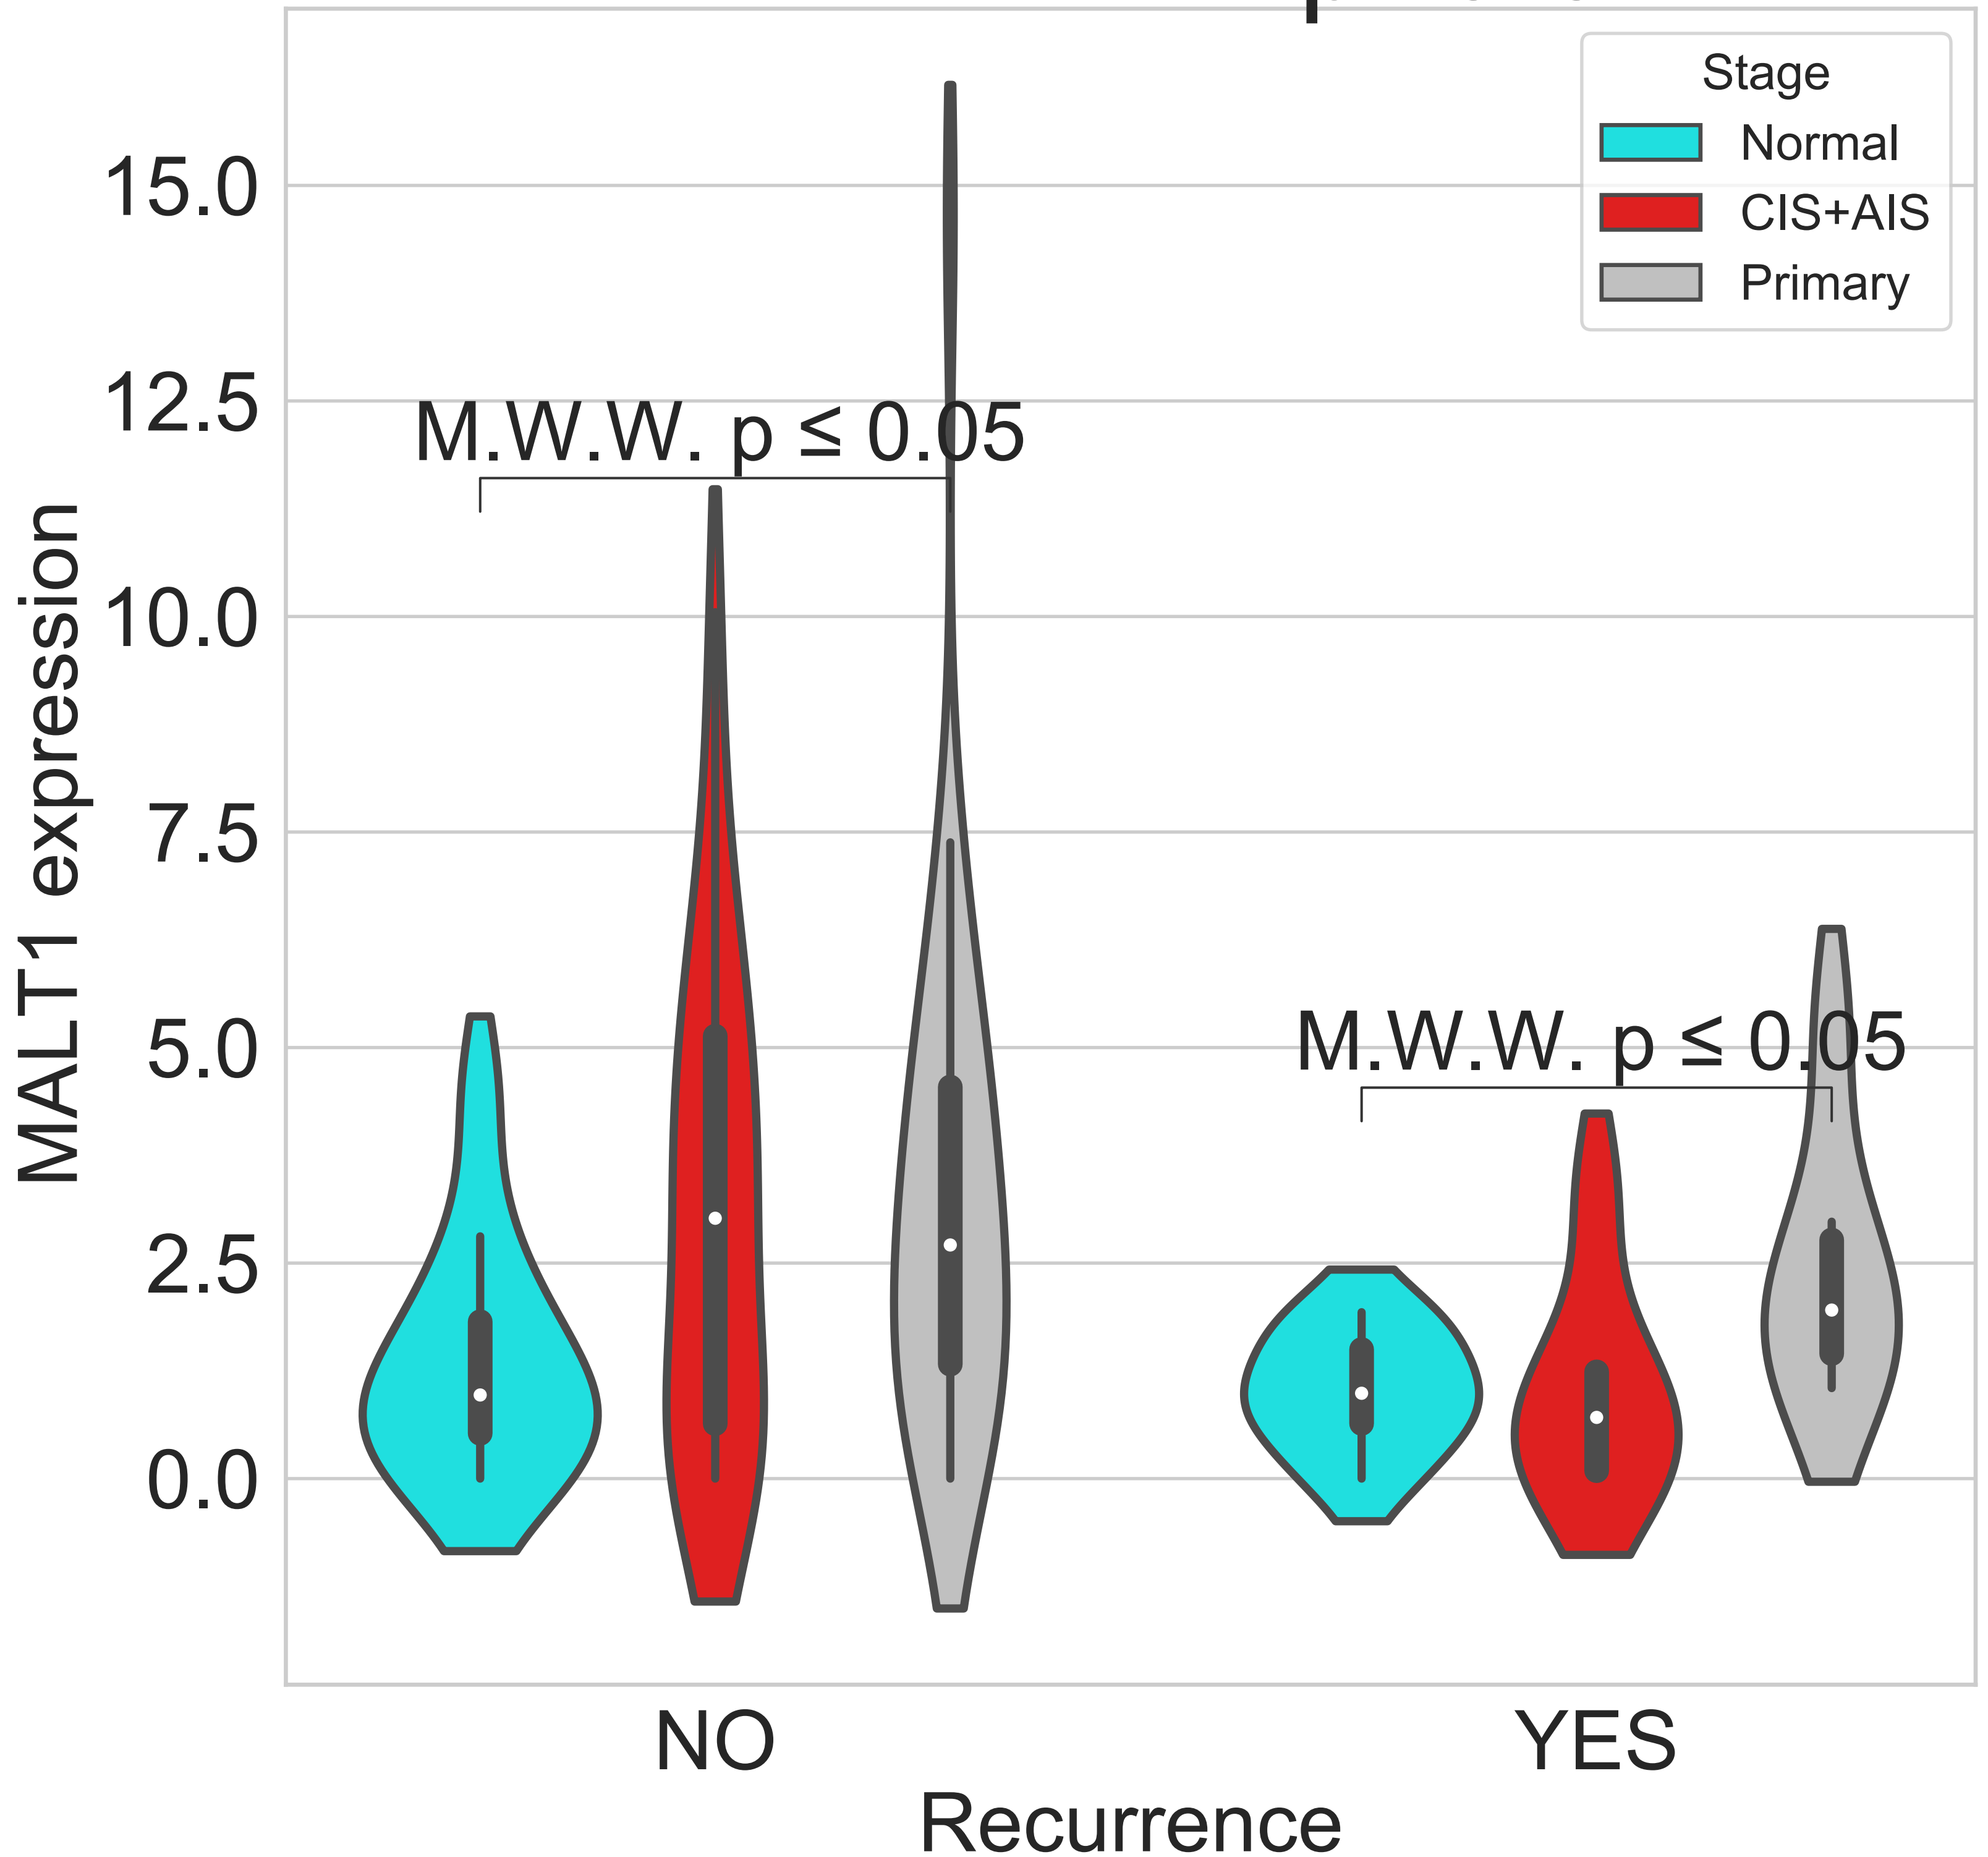 Stage
Normal
CIS+AIS
Primary
15.0
12.5
10.0
7.5
5.0
2.5
0.0
MALT1 expression
M.W.W. p ≤ 0.05
M.W.W. p ≤ 0.05
NO
YES
Recurrence